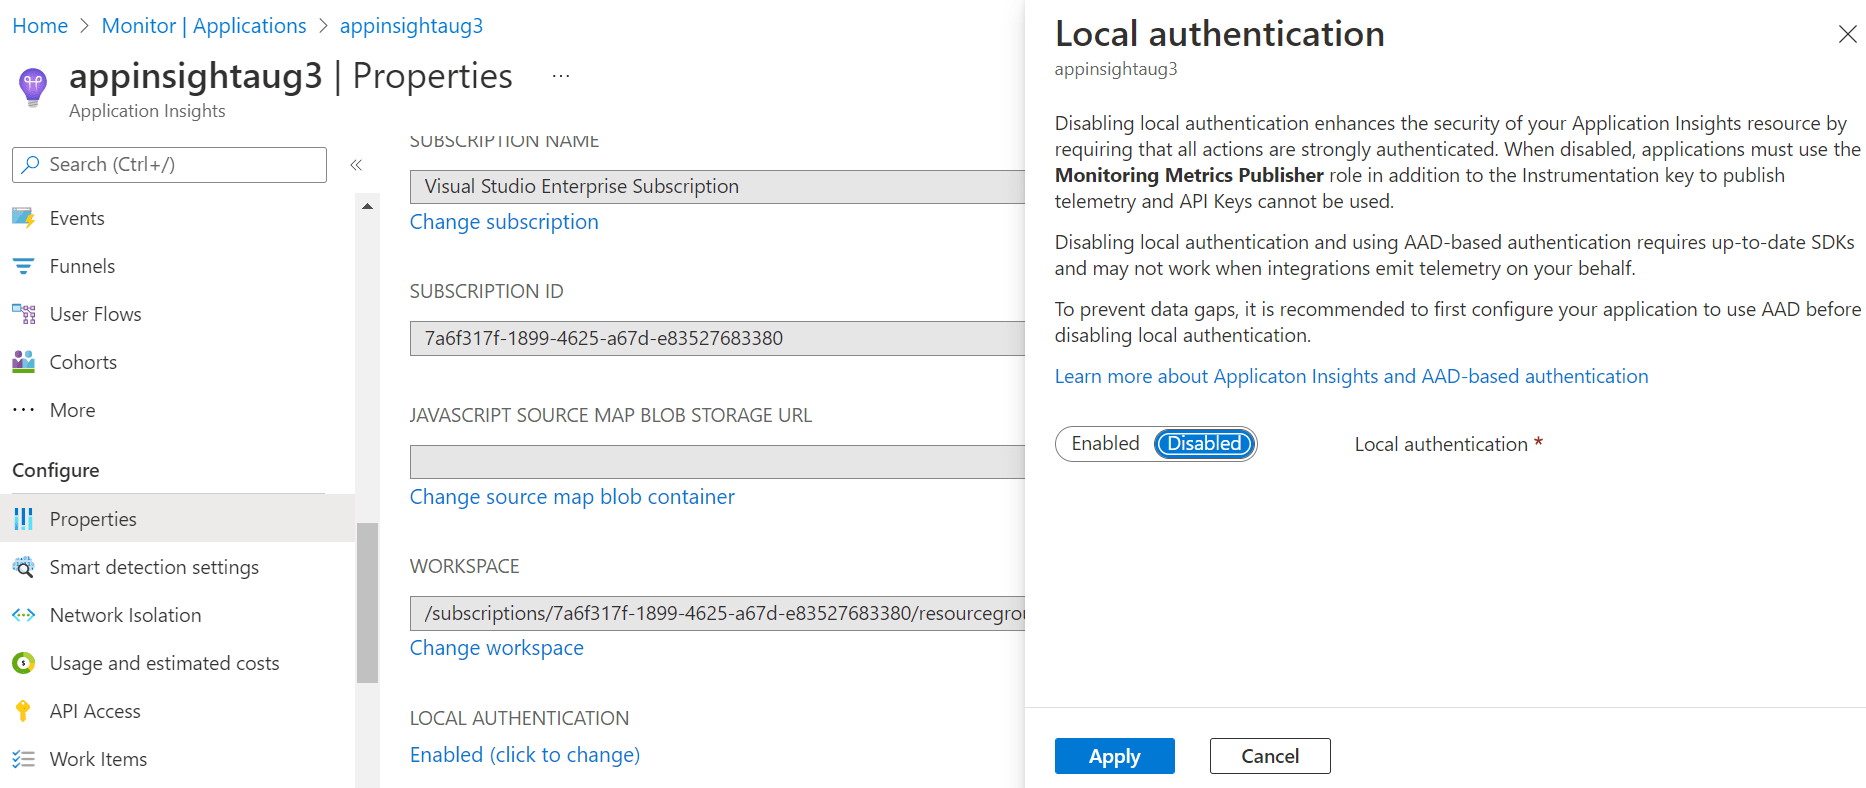 Home > Monitor | Applications > appinsightaug3
appinsightaug3 | Properties ...
Application Insights
Search (Ctrl+/)
«
Events
Funnels
User Flows
Cohorts
... More
Configure
Properties
Smart detection settings
Network Isolation
Usage and estimated costs
API Access
Work Items
SUBSCRIPTION NAME
Visual Studio Enterprise Subscription
Change subscription
SUBSCRIPTION ID
7a6f317f-1899-4625-a67d-e83527683380
JAVASCRIPT SOURCE MAP BLOB STORAGE URL
Change source map blob container
WORKSPACE
/subscriptions/7a6f317f-1899-4625-a67d-e83527683380/resourcegrou
Change workspace
LOCAL AUTHENTICATION
Enabled (click to change)
Local authentication
appinsightaug3
Disabling local authentication enhances the security of your Application Insights resource by
requiring that all actions are strongly authenticated. When disabled, applications must use the
Monitoring Metrics Publisher role in addition to the Instrumentation key to publish
telemetry and API Keys cannot be used.
Disabling local authentication and using AAD-based authentication requires up-to-date SDKs
and may not work when integrations emit telemetry on your behalf.
To prevent data gaps, it is recommended to first configure your application to use AAD before
disabling local authentication.
Learn more about Applicaton Insights and AAD-based authentication
Enabled Disabled Local authentication *
Apply Cancel